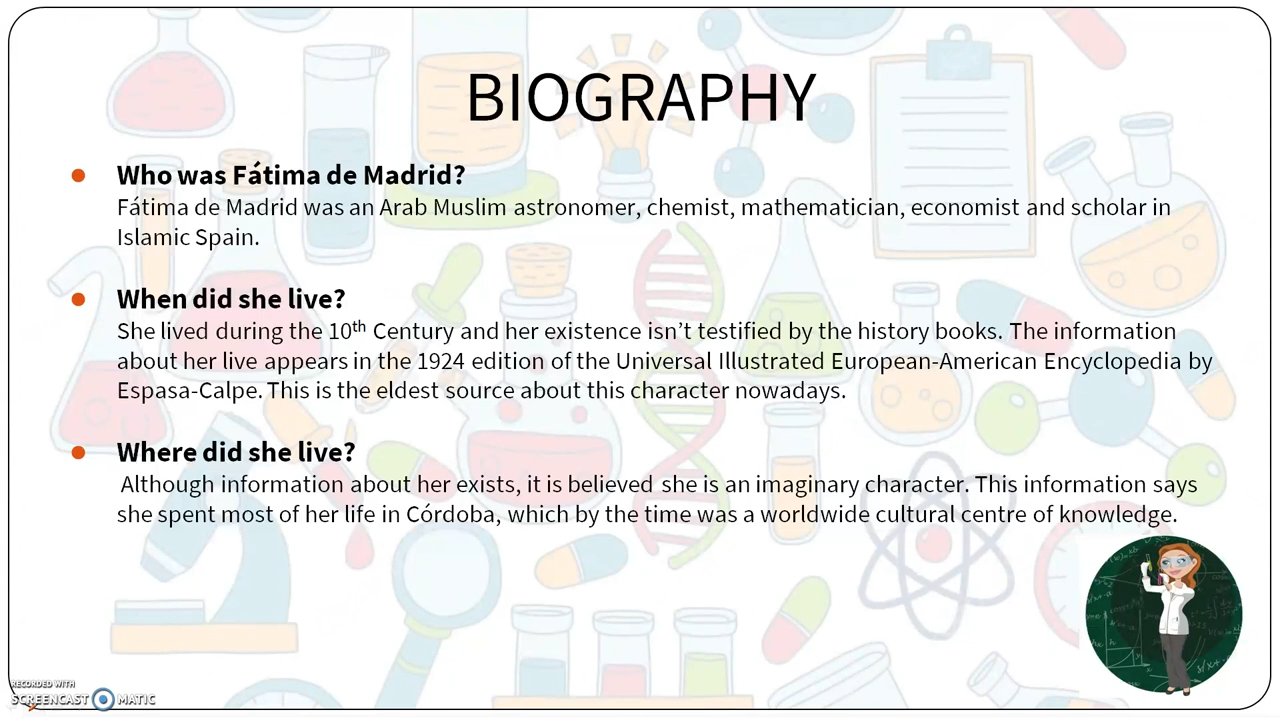 BIOGRAPHY
Who was Fátima de Madrid?
Fátima de Madrid was an Arab Muslim astronomer, chemist, mathematician, economist and scholar in
Islamic Spain.
When did she live?
She lived during the 10th Century and her existence isn't testified by the history books. The information
about her live appears in the 1924 edition of the Universal Illustrated European-American Encyclopedia by
Espasa-Calpe. This is the eldest source about this character nowadays.
Where did she live?
Although information about her exists, it is believed she is an imaginary character. This information says
she spent most of her life in Córdoba, which by the time was a worldwide cultural centre of knowledge.
RECORDED WITH
SCREENCAST MATIC